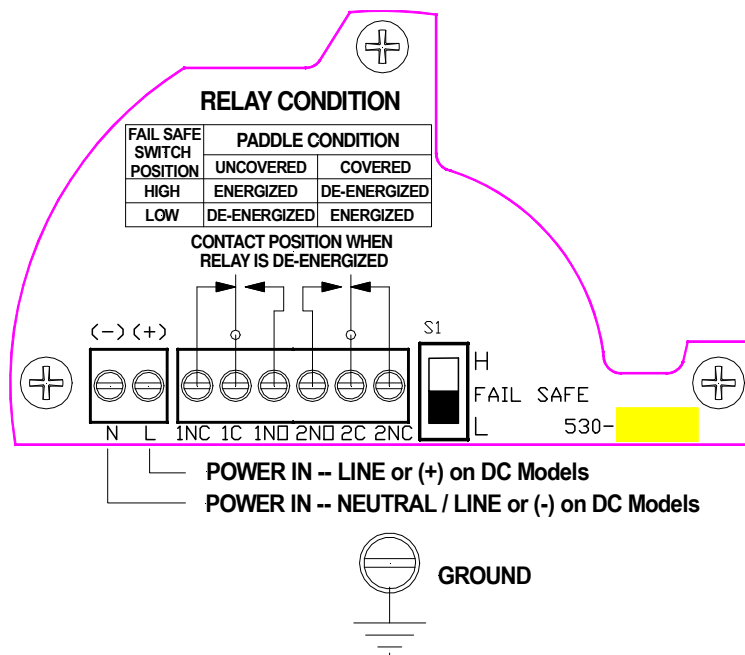 RELAY CONDITION
FAIL SAFE SWITCH POSITION PADDLE CONDITION
UNCOVERED COVERED
HIGH ENERGIZED DE-ENERGIZED
LOW DE-ENERGIZED ENERGIZED
CONTACT POSITION WHEN
RELAY IS DE-ENERGIZED
(-) (+)
S1
H
FAIL SAFE
L
530-
N L 1NC 1C 1NO 2NO 2C 2NC
POWER IN -- LINE or (+) on DC Models
POWER IN -- NEUTRAL / LINE or (-) on DC Models
GROUND